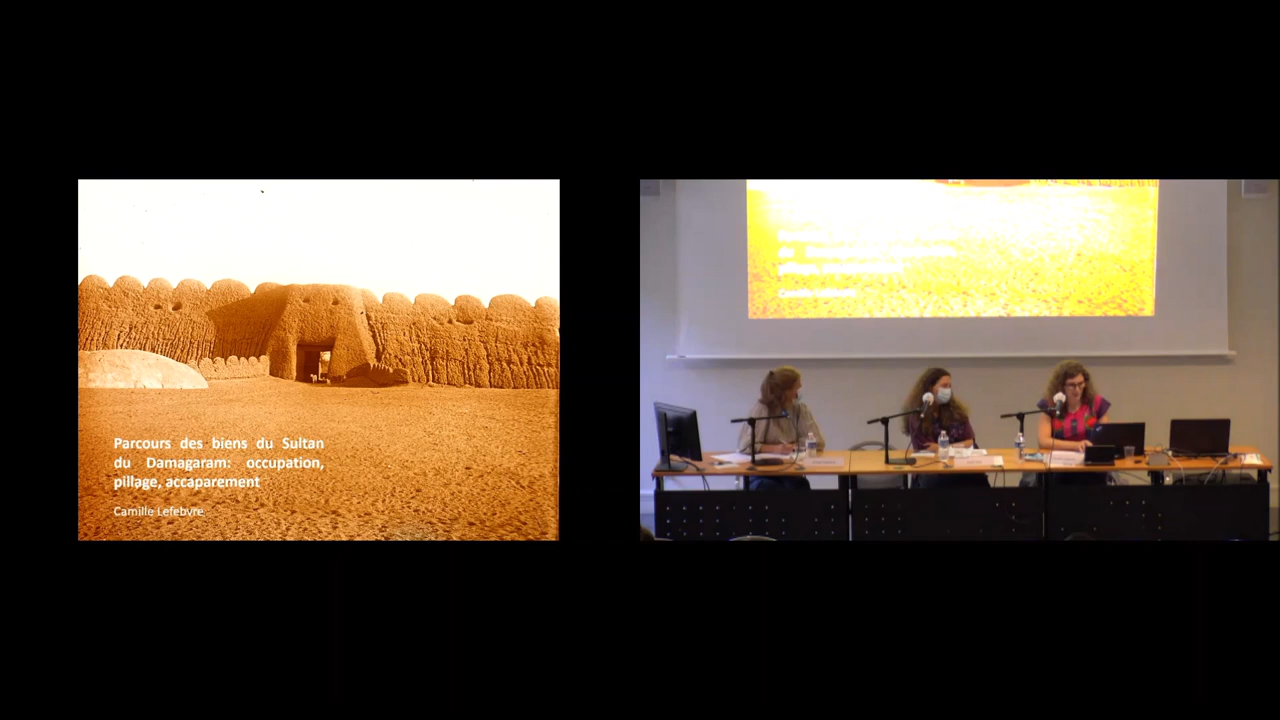 Parcours des biens du Sultan
du Damagaram: occupation,
pillage, accaparement
Camille Lefebvre